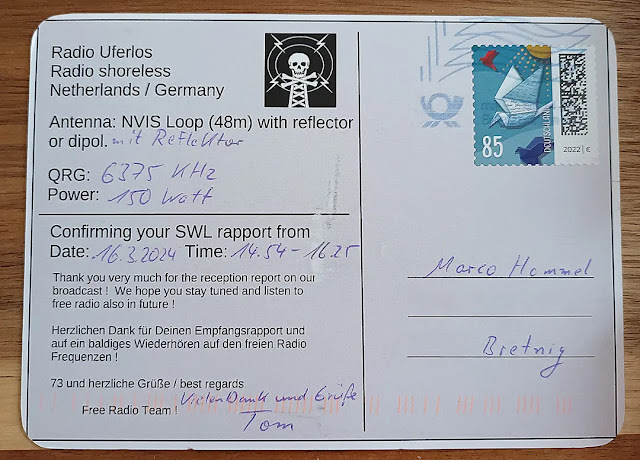 Radio Uferlos
Radio shoreless
Netherlands / Germany
Antenna: NVIS Loop (48m) with reflector
or dipol. mit Reflektor
QRG: 6375 KHz
Power: 150 Watt
Confirming your SWL rapport from
Date: 16.3.2024 Time: 14.54-16.25
Thank you very much for the reception report on our
broadcast ! We hope you stay tuned and listen to
free radio also in future !
Herzlichen Dank für Deinen Empfangsrapport und
auf ein baldiges Wiederhören auf den freien Radio
Frequenzen !
73 und herzliche Grüße / best regards
Vielen Dank und Grüße
Free Radio Team !
Tom
85
DEUTSCHLAND
2022 €
Marco Hommel
Bretnig